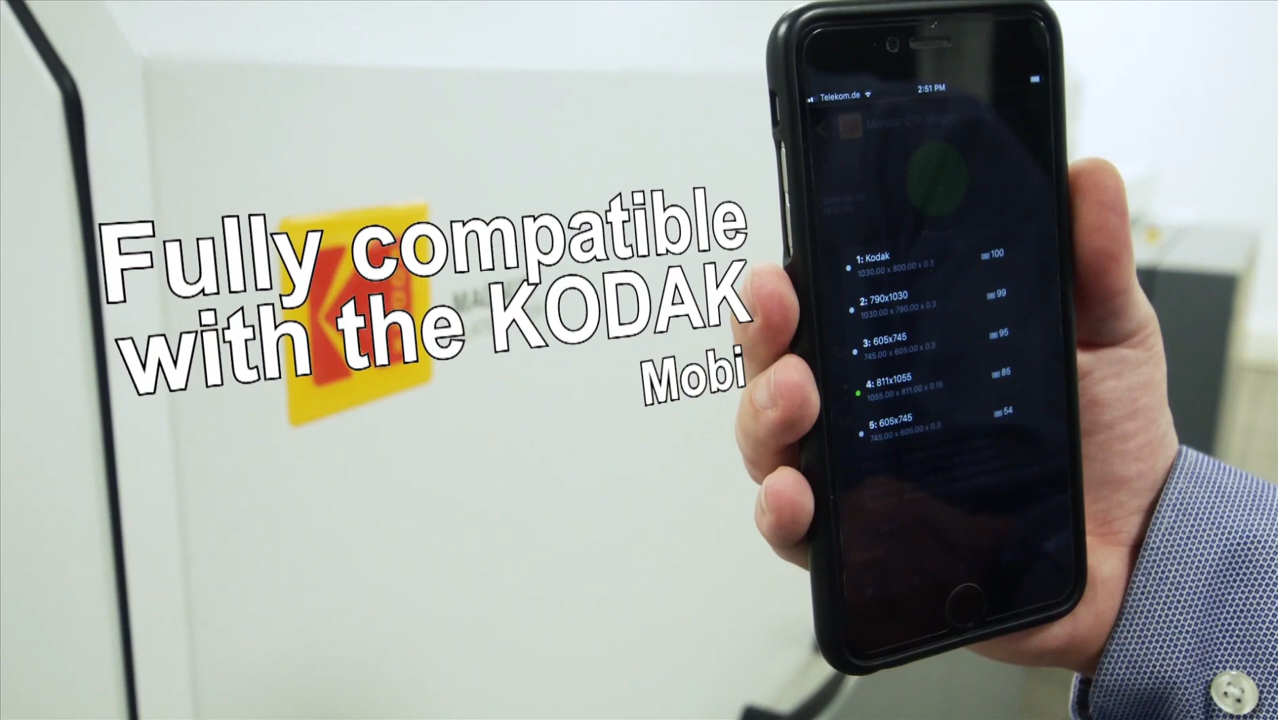 Fully compatible
with the KODAK
Mobi
Telekom.de
2:51 PM
1: Kodak
1030.00 x 800.00 x 0.3
100
2: 790x1030
1030.00 x 790.00 x 0.3
99
3: 605x745
745.00 x 605.00 x 0.3
95
4: 811x1055
1055.00 x 811.00 x 0.15
85
5: 605x745
745.00 x 605.00 x 0.3
54